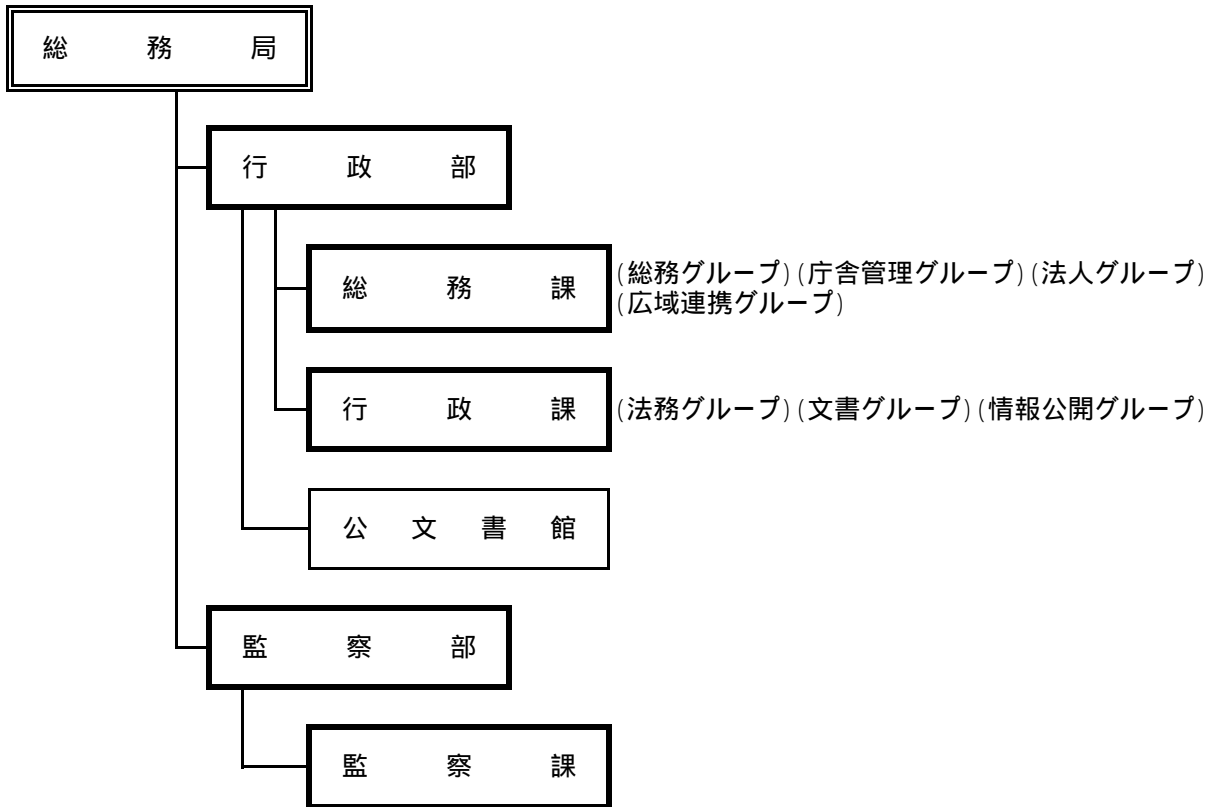 総務局
行政部
総務課 (総務グループ)(庁舎管理グループ)(法人グループ)
(広域連携グループ)
行政課 (法務グループ)(文書グループ)(情報公開グループ)
公文書館
監察部
監察課